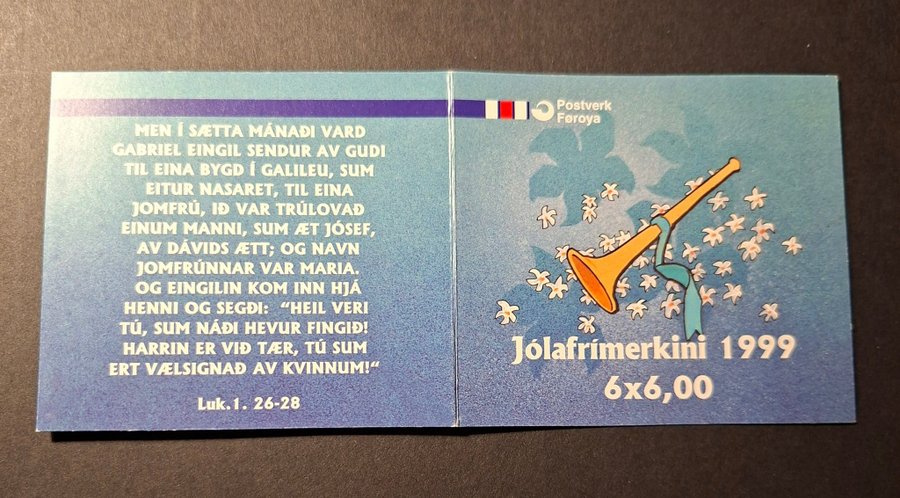 MEN Í SÆTTA MÁNAÐI VARD
GABRIEL EINGIL SENDUR AV GUDI
TIL EINA BYGD Í GALILEU, SUM
EITUR NASARET, TIL EINA
JOMFRÚ, IÐ VAR TRÚLOVAÐ
EINUM MANNI, SUM ÆT JÓSEF,
AV DÁVIDS ÆTT; OG NAVN
JOMFRÚNNAR VAR MARIA.
OG EINGILIN KOM INN HJÁ
HENNI OG SEGÐI: “HEIL VERI
TÚ, SUM NÁÐI HEVUR FINGIÐ!
HARRIN ER VIÐ TÆR, TÚ SUM
ERT VÆLSIGNAÐ AV KVINNUM!“
Luk.1. 26-28
Postverk
Føroya
Jólafrímerkini 1999
6x6,00